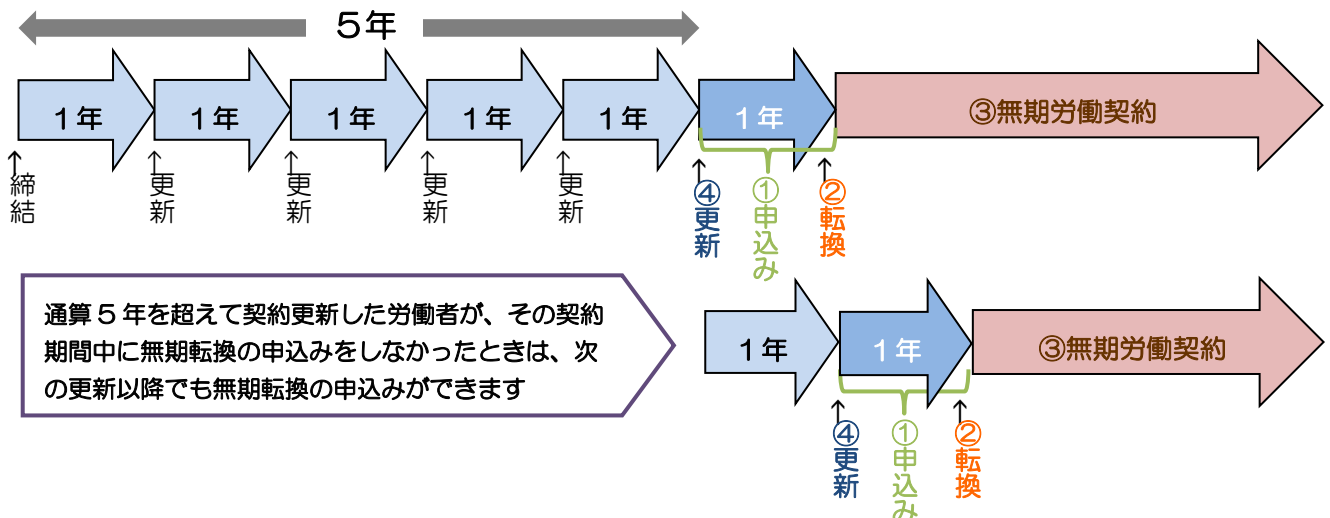 ５年
１年
１年
１年
１年
１年
１年
③無期労働契約
締結
更新
更新
更新
更新
④更新
①申込み
②転換
通算５年を超えて契約更新した労働者が、その契約
期間中に無期転換の申込みをしなかったときは、次
の更新以降でも無期転換の申込みができます
１年
１年
③無期労働契約
④更新
①申込み
②転換